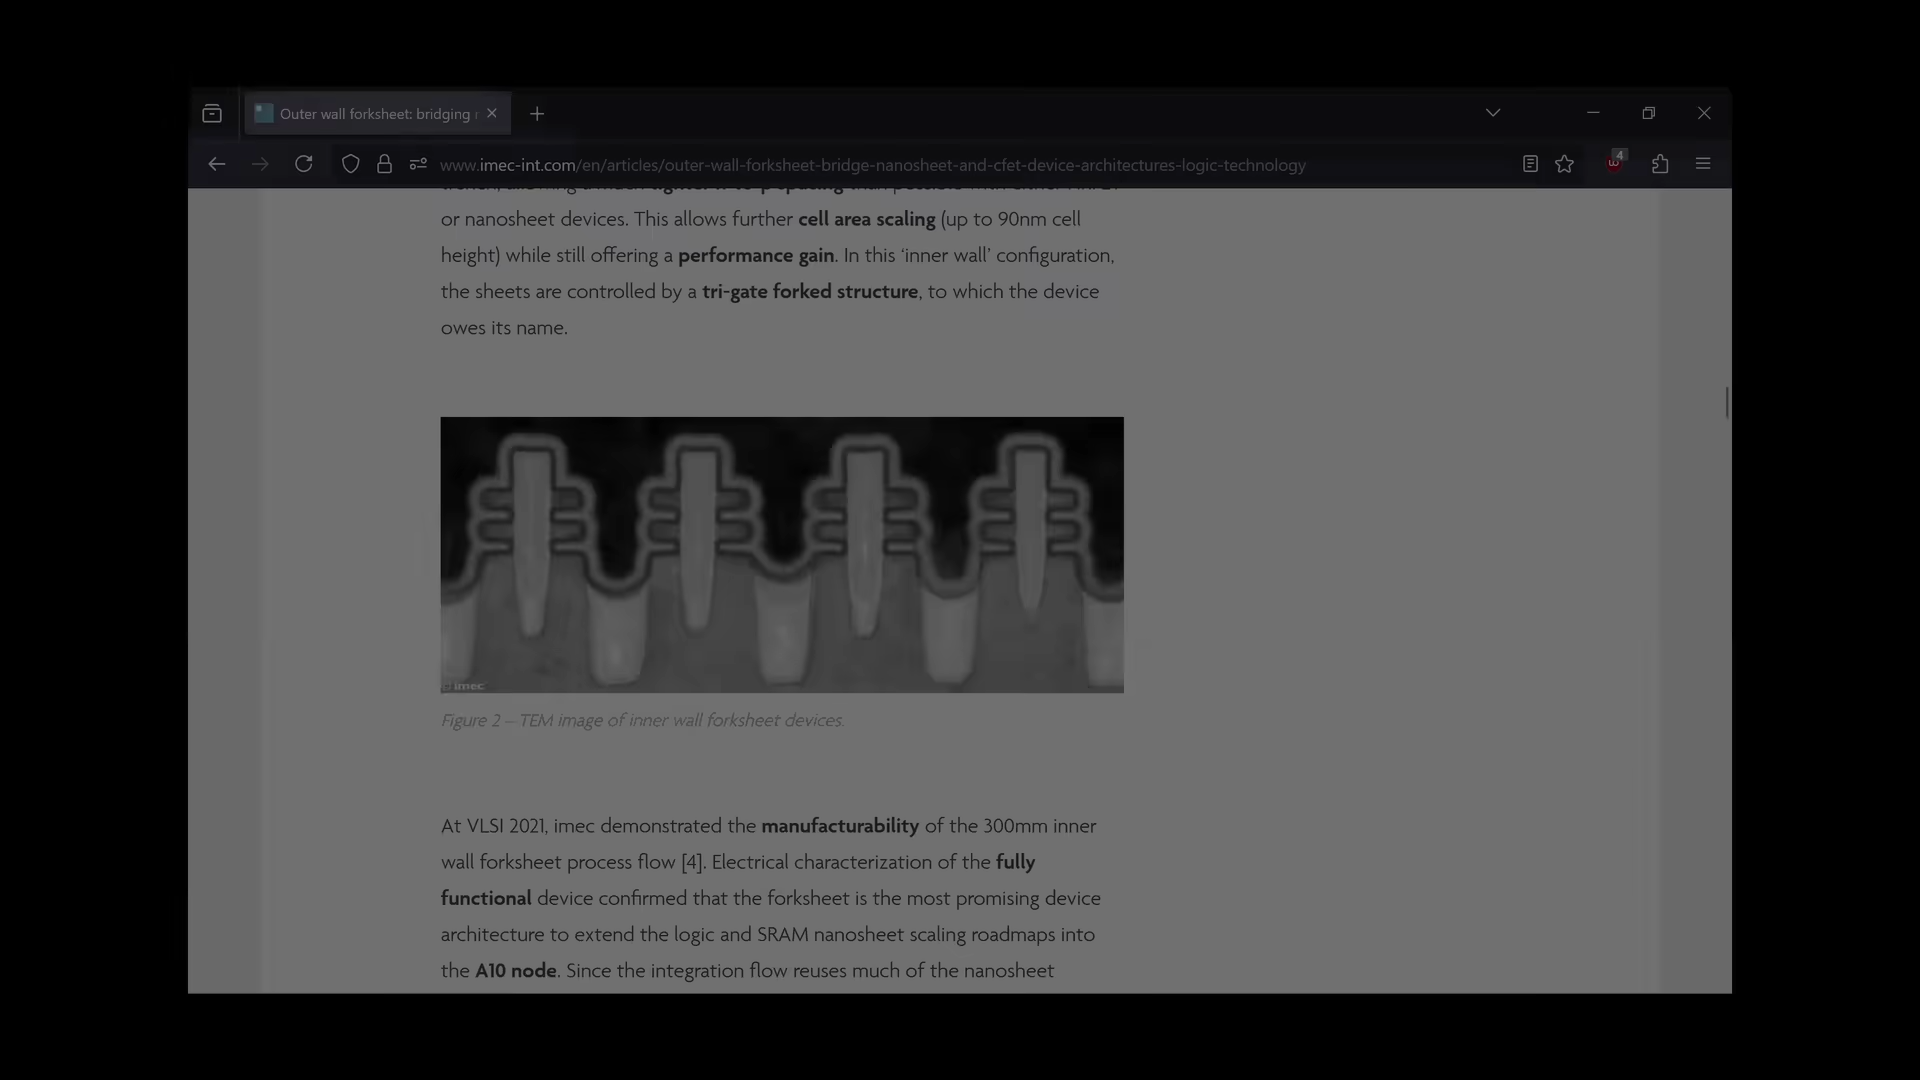 Outer wall forksheet: bridging
www.imec-int.com/en/articles/outer-wall-forksheet-bridge-nanosheet-and-cfet-device-architectures-logic-technology
4
or nanosheet devices. This allows further cell area scaling (up to 90nm cell
height) while still offering a performance gain. In this ‘inner wall’ configuration,
the sheets are controlled by a tri-gate forked structure, to which the device
owes its name.
© imec
Figure 2 – TEM image of inner wall forksheet devices.
At VLSI 2021, imec demonstrated the manufacturability of the 300mm inner
wall forksheet process flow [4]. Electrical characterization of the fully
functional device confirmed that the forksheet is the most promising device
architecture to extend the logic and SRAM nanosheet scaling roadmaps into
the A10 node. Since the integration flow reuses much of the nanosheet